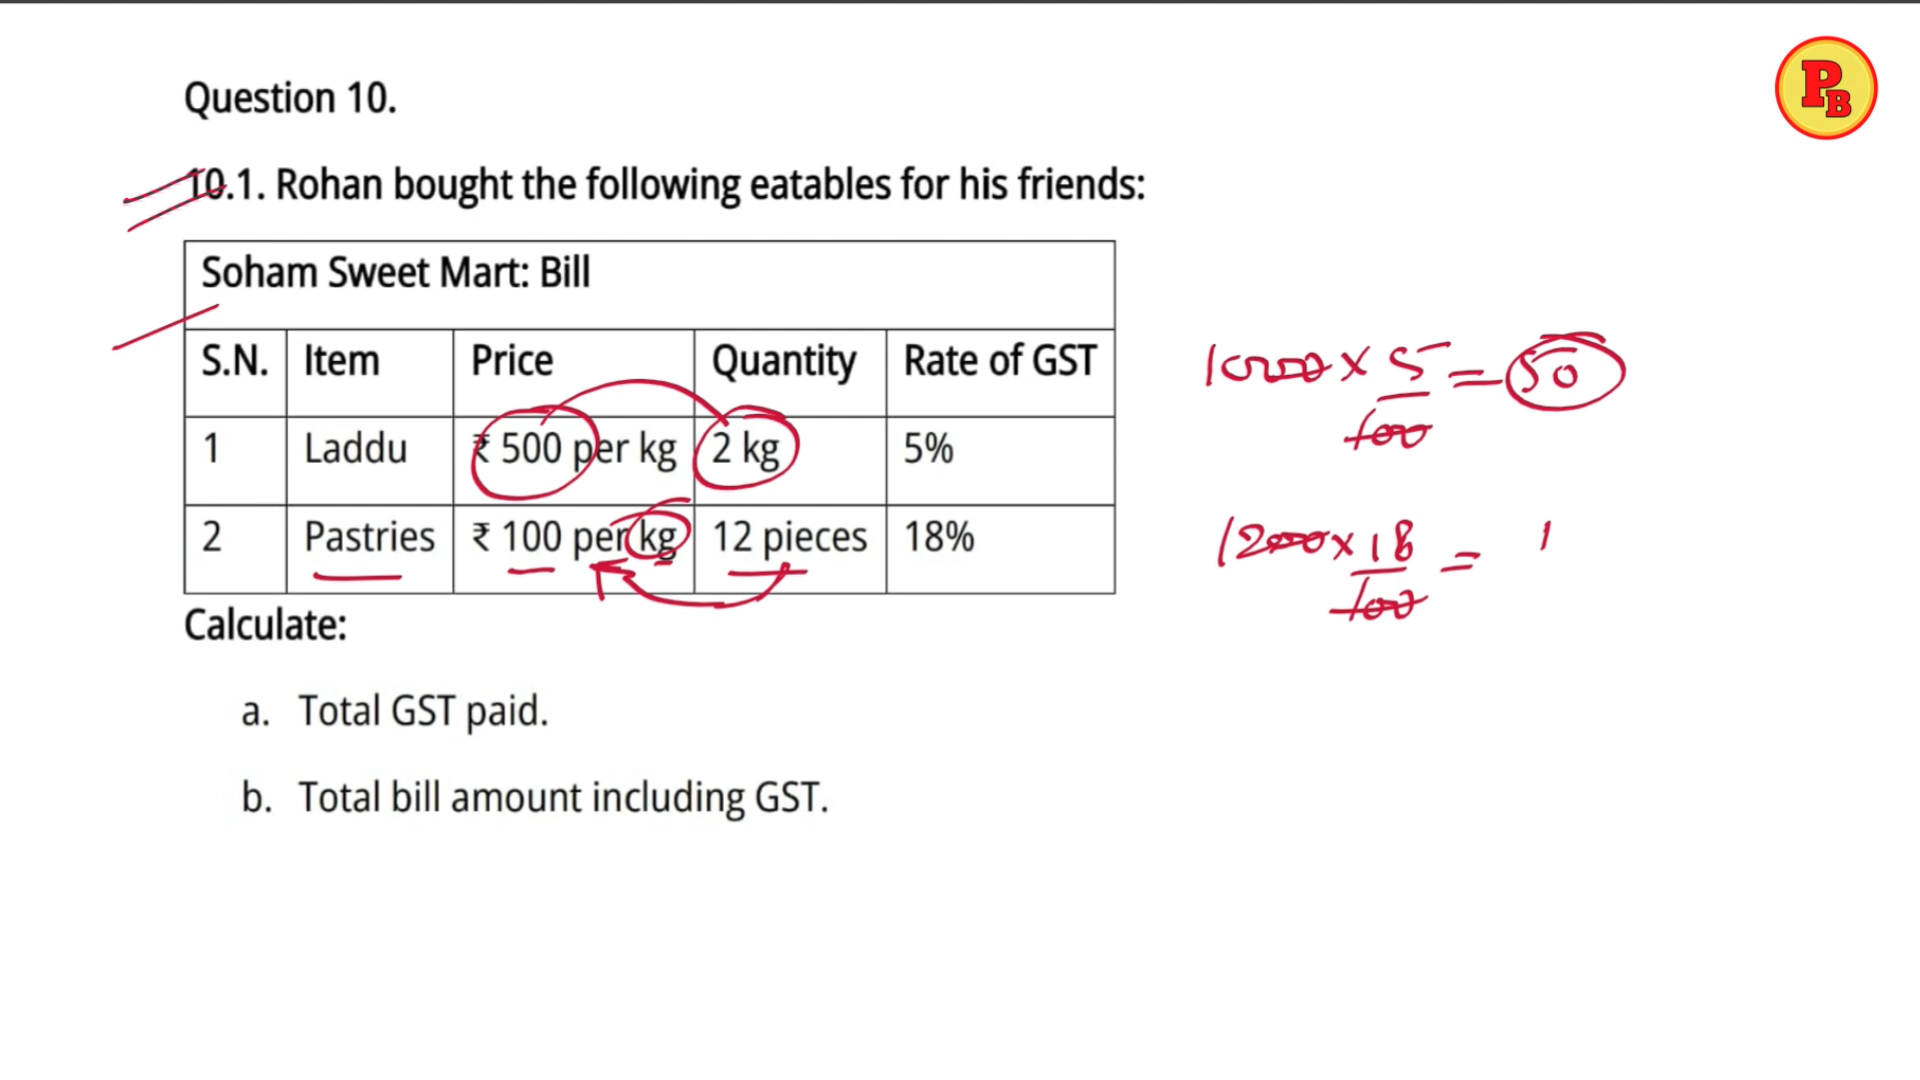 PB
Question 10.
10.1. Rohan bought the following eatables for his friends:
Soham Sweet Mart: Bill
S.N. Item Price Quantity Rate of GST
1 Laddu ₹ 500 per kg 2 kg 5%
2 Pastries ₹ 100 per kg 12 pieces 18%
Calculate:
a. Total GST paid.
b. Total bill amount including GST.
1000 × 5 = 50
100
1200 × 18 = 1
100